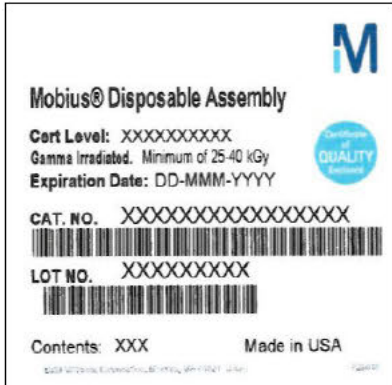 M
Mobius® Disposable Assembly
Cert Level: XXXXXXXXXX
Gamma Irradiated. Minimum of 25-40 kGy
Expiration Date: DD-MMM-YYYY
Certificate
of
QUALITY
Enclosed
CAT. NO. XXXXXXXXXXXXXXXXX
LOT NO. XXXXXXXXXX
Contents: XXX Made in USA